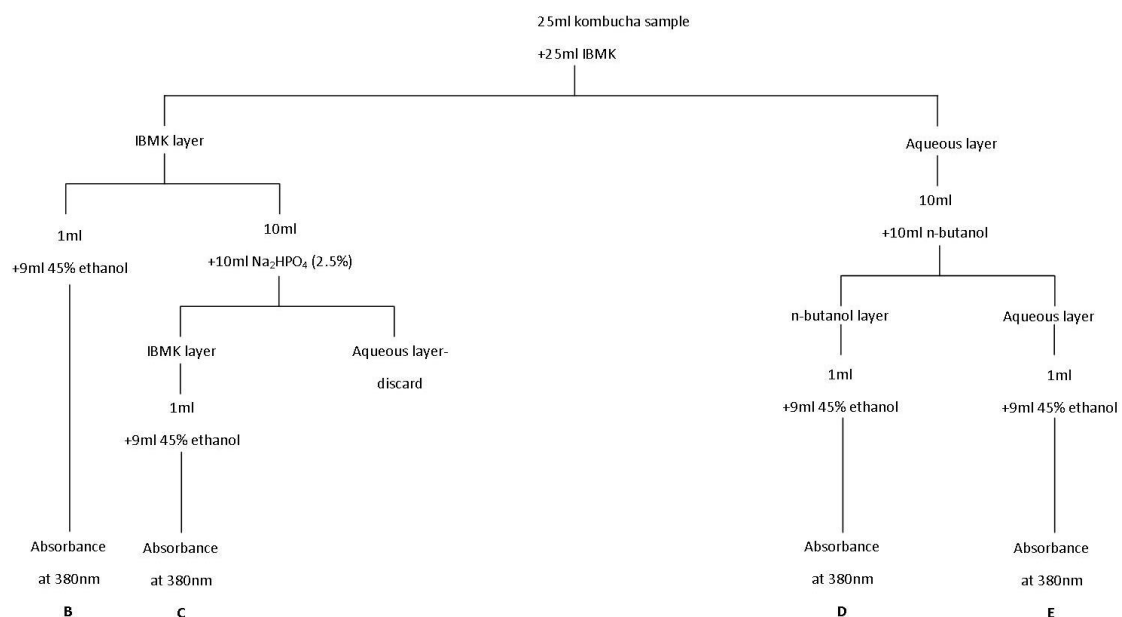 25ml kombucha sample
+25ml IBMK
IBMK layer
Aqueous layer
1ml
+9ml 45% ethanol
10ml
+10ml Na₂HPO₄ (2.5%)
10ml
+10ml n-butanol
IBMK layer
Aqueous layer-
discard
1ml
+9ml 45% ethanol
n-butanol layer
Aqueous layer
1ml
+9ml 45% ethanol
1ml
+9ml 45% ethanol
Absorbance
at 380nm
B
Absorbance
at 380nm
C
Absorbance
at 380nm
D
Absorbance
at 380nm
E